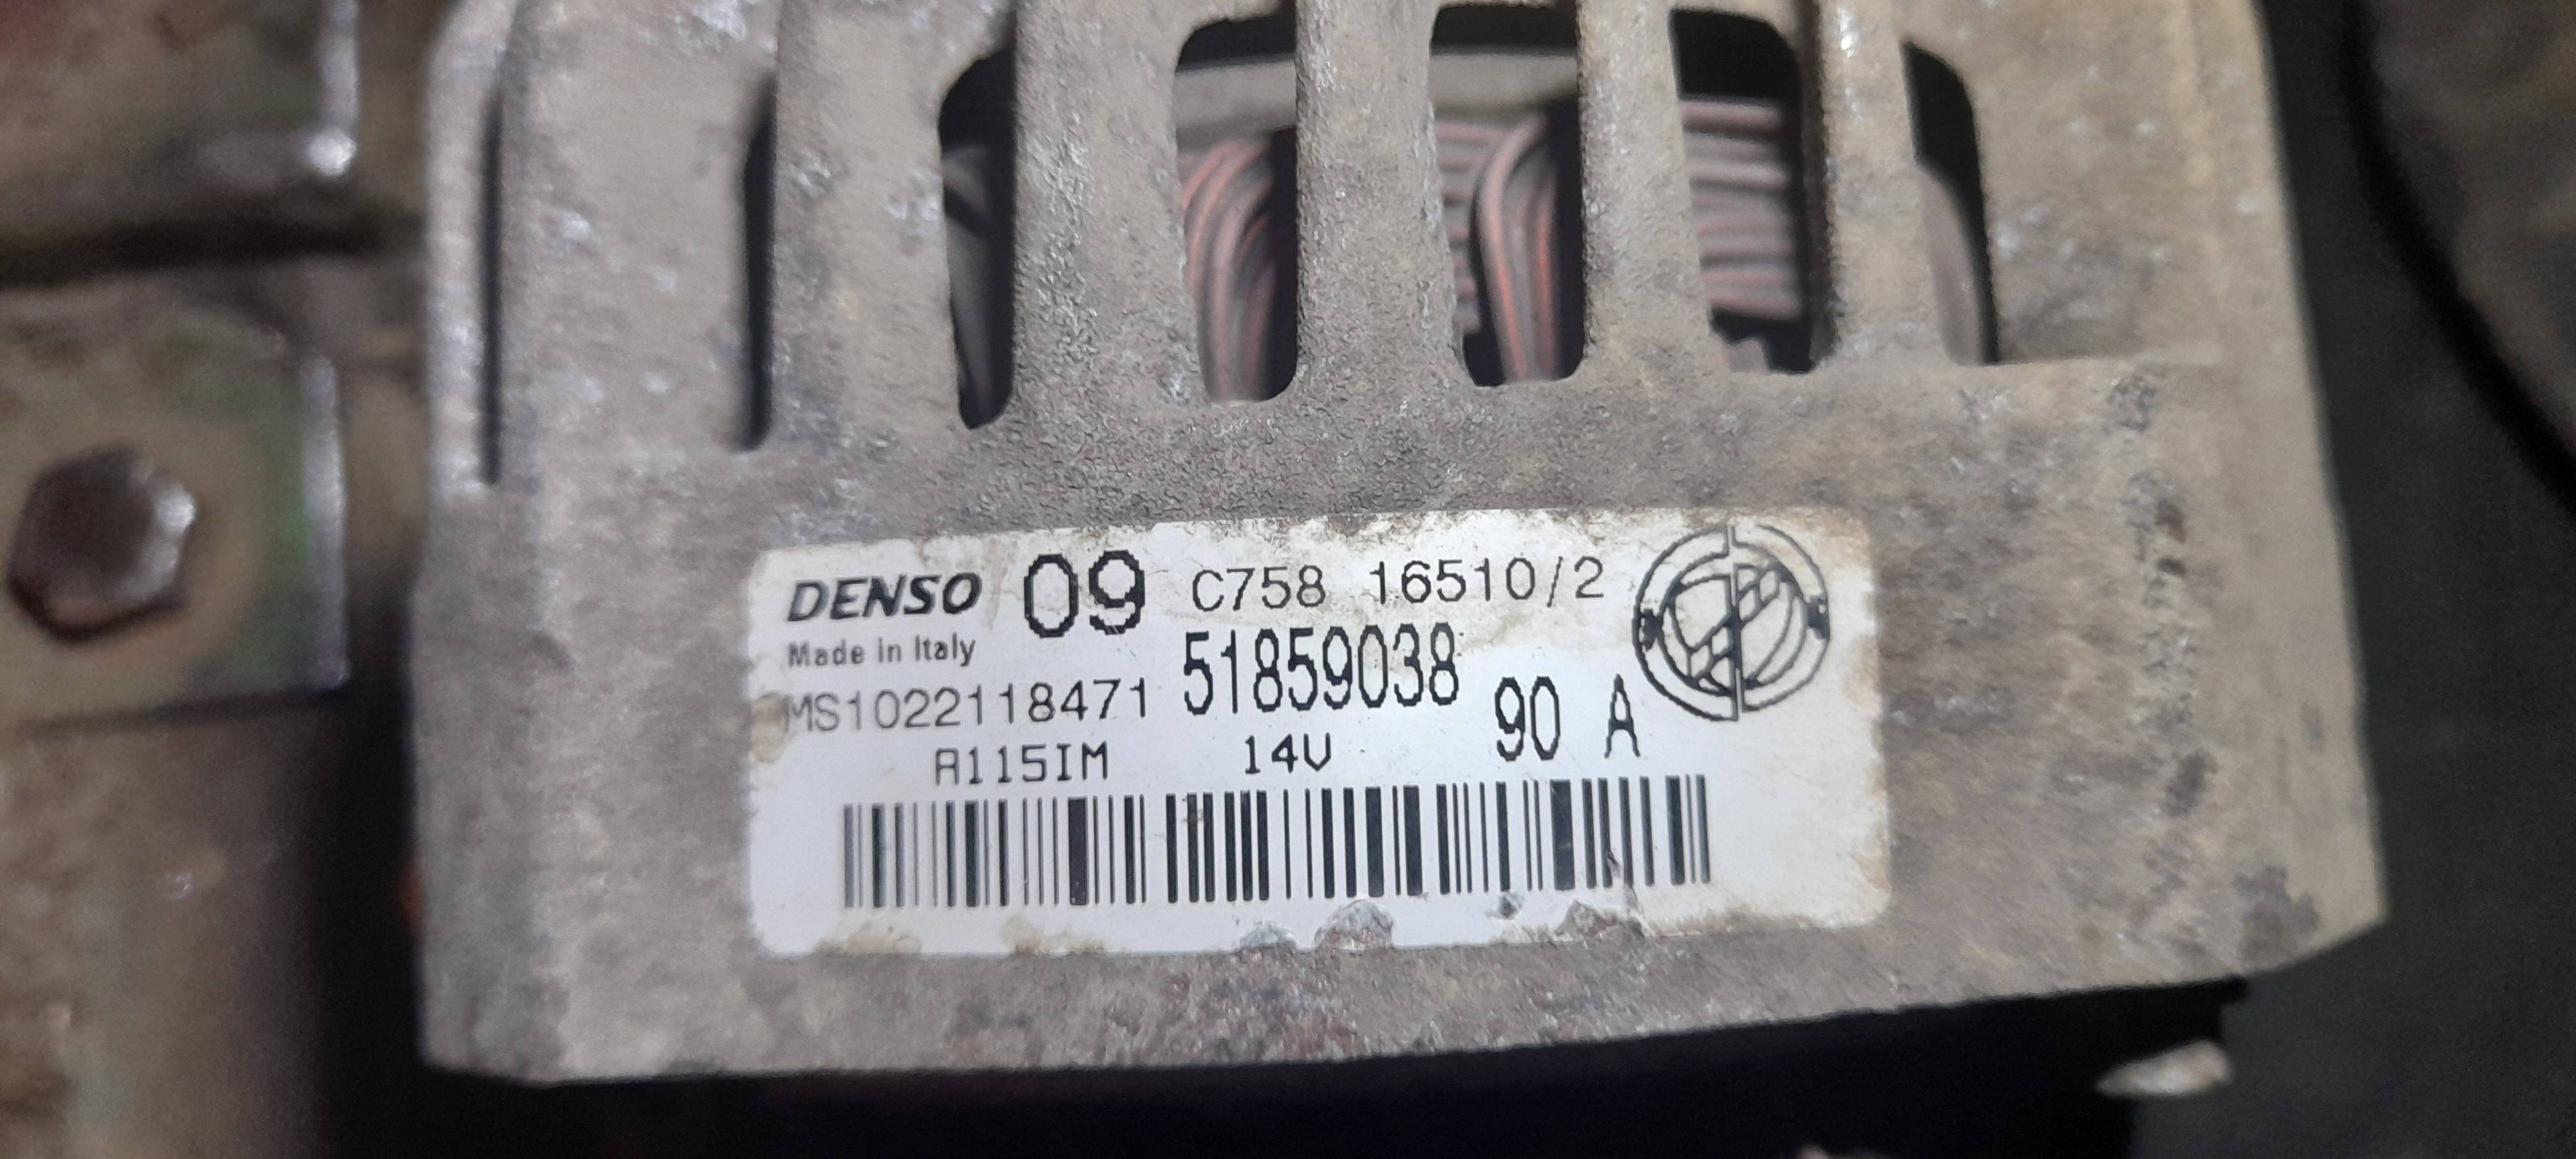 DENSO 09 C758 16510/2
Made in Italy 51859038
MS1022118471 90 A
A115IM 14V